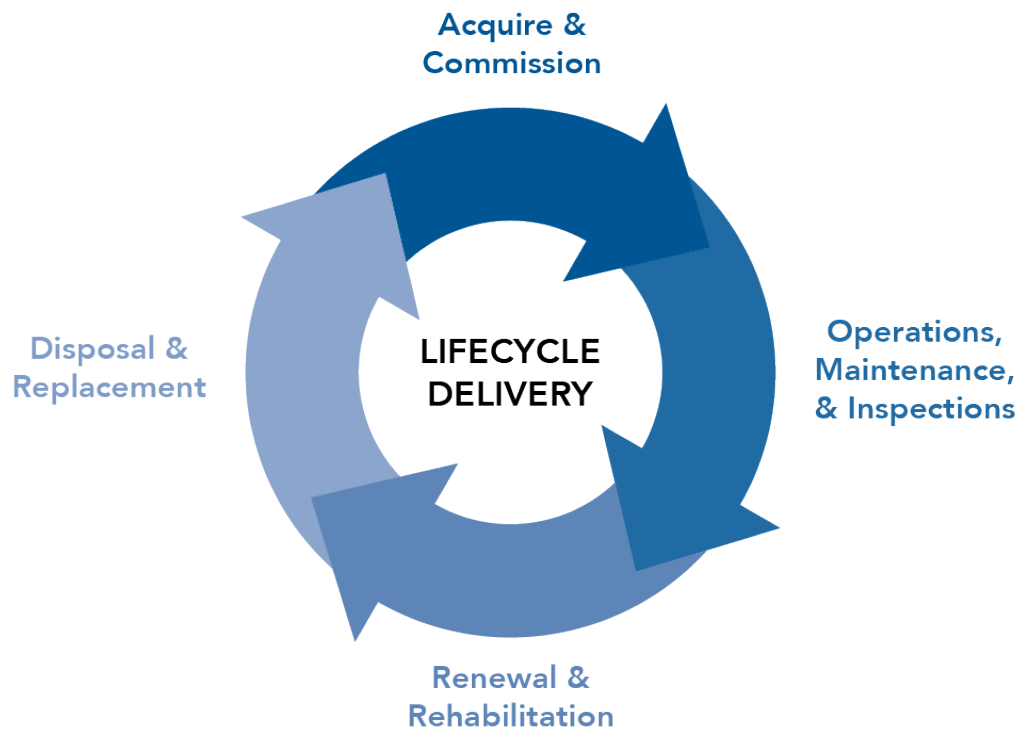 Acquire &
Commission
Operations,
Maintenance,
& Inspections
LIFECYCLE
DELIVERY
Disposal &
Replacement
Renewal &
Rehabilitation